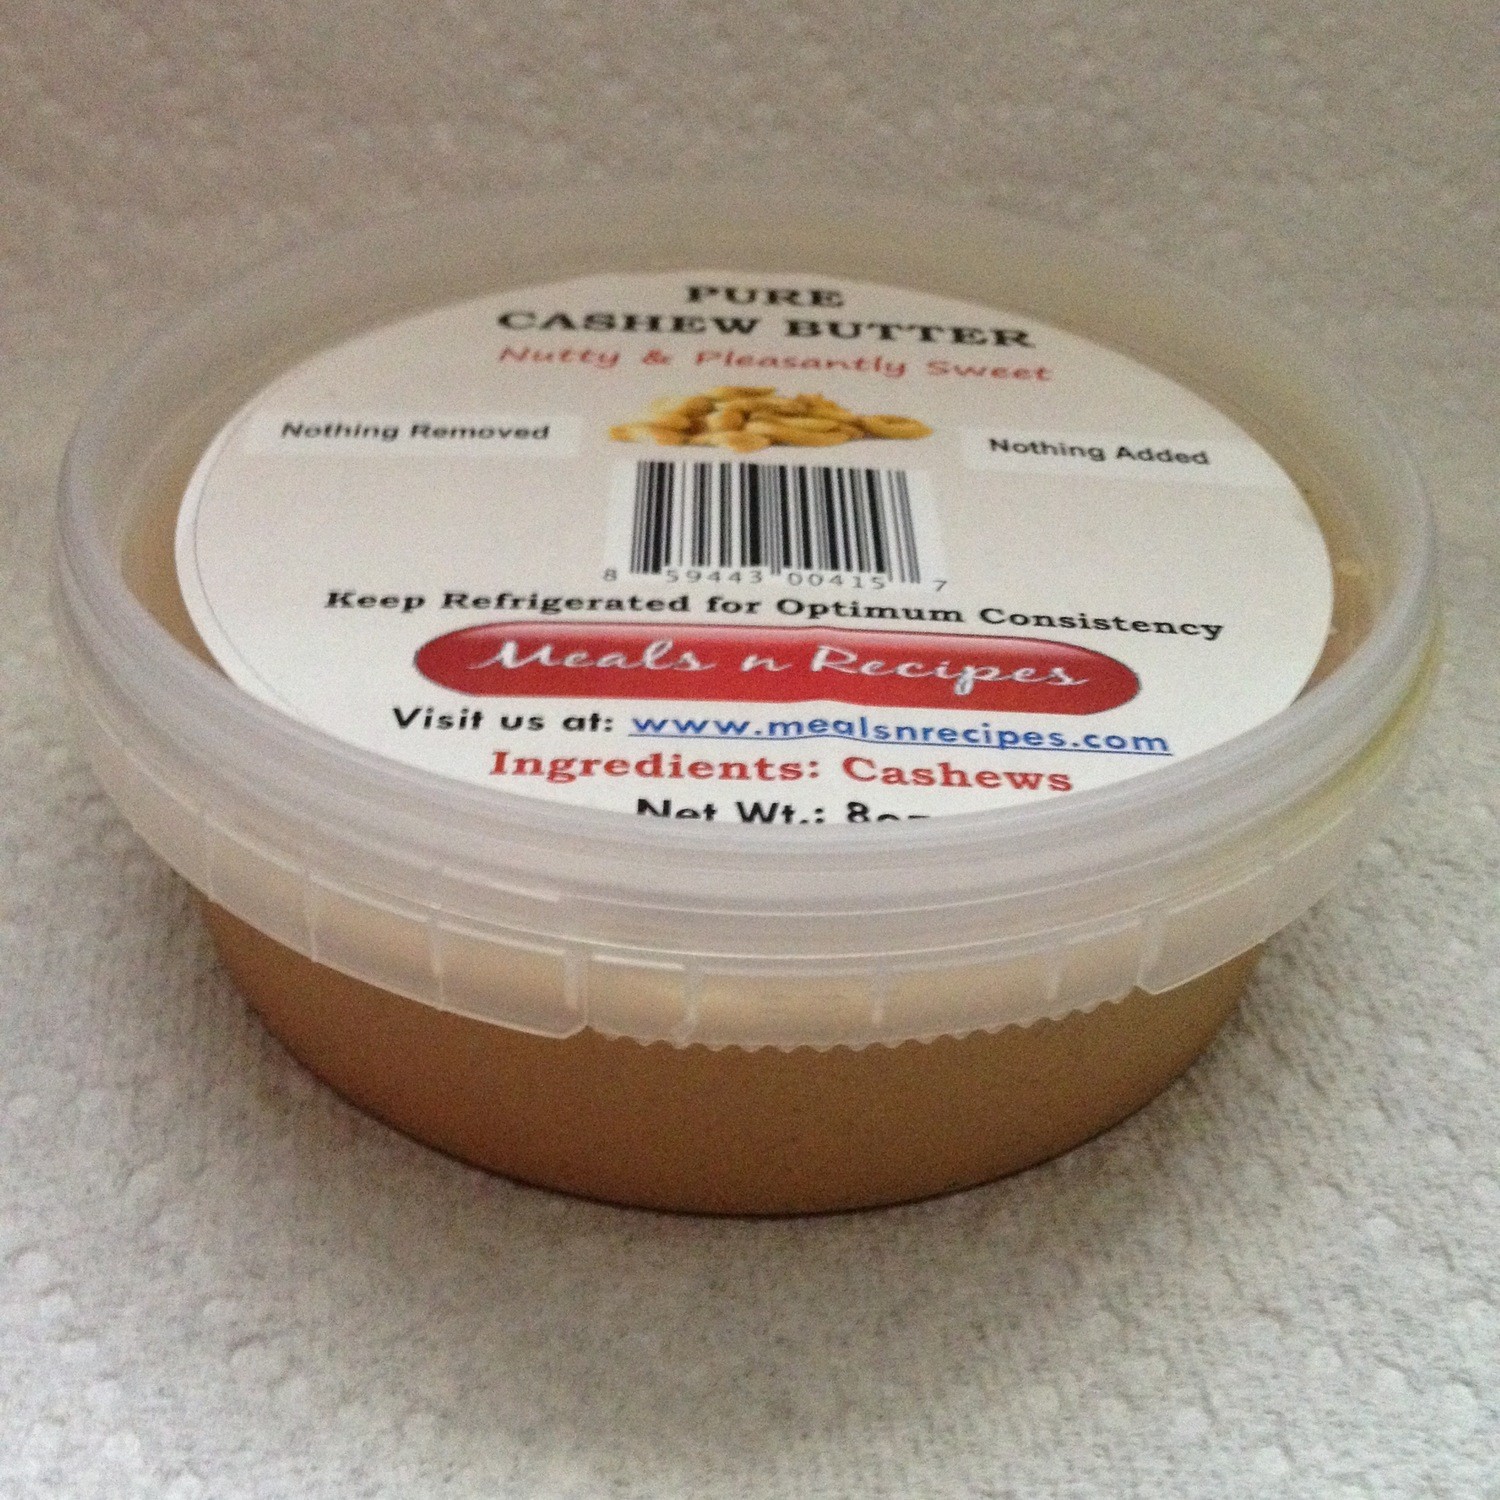 PURE
CASHEW BUTTER
Nutty & Pleasantly Sweet
Nothing Removed
Nothing Added
8 59443 00415 7
Keep Refrigerated for Optimum Consistency
Meals n Recipes
Visit us at: www.mealsnrecipes.com
Ingredients: Cashews
Net Wt.: 8oz